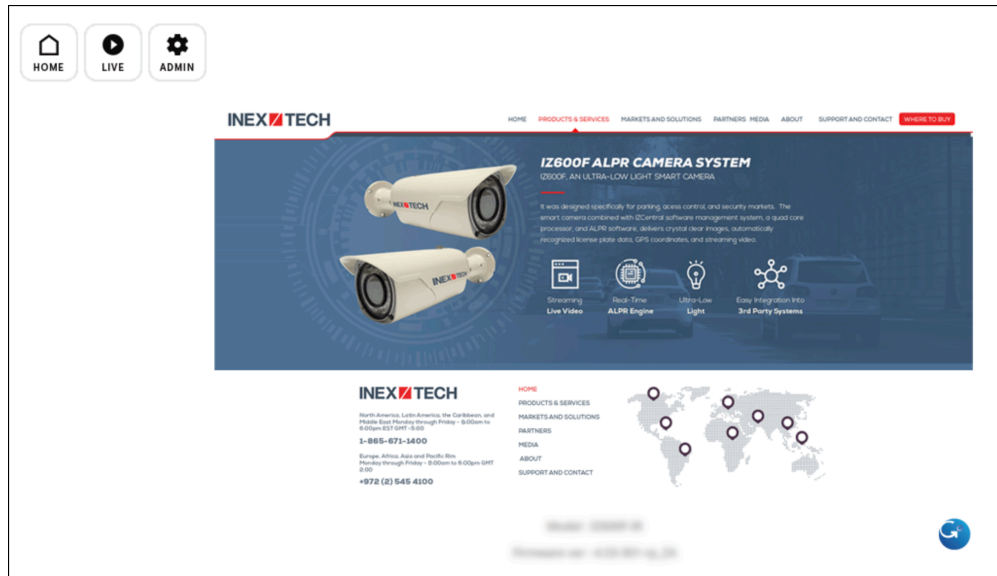 HOME LIVE ADMIN
INEX TECH
HOME PRODUCTS & SERVICES MARKETS AND SOLUTIONS PARTNERS MEDIA ABOUT SUPPORT AND CONTACT WHERE TO BUY
IZ600F ALPR CAMERA SYSTEM
IZ600F, AN ULTRA-LOW LIGHT SMART CAMERA
It was designed specifically for parking, acess control, and security markets. The
smart camera combined with IZCentral software management system, a quad core
processor, and ALPR software, delivers crystal clear images, automatically
recognized license plate data, GPS coordinates, and streaming video.
INEX TECH
INEX TECH
Streaming Real-Time Ultra-Low Easy Integration Into
Live Video ALPR Engine Light 3rd Party Systems
INEX TECH
North America, Latin America, the Caribbean, and
Middle East Monday through Friday - 8:00am to
6:00pm EST GMT -5:00
1-865-671-1400
Europe, Africa, Asia and Pacific Rim
Monday through Friday - 8:00am to 6:00pm GMT
2:00
+972 (2) 545 4100
HOME
PRODUCTS & SERVICES
MARKETS AND SOLUTIONS
PARTNERS
MEDIA
ABOUT
SUPPORT AND CONTACT